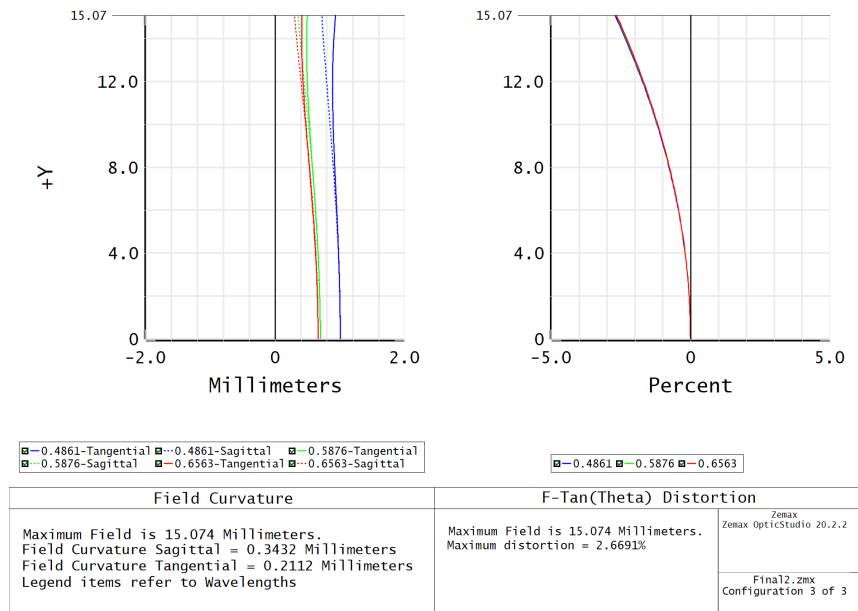 15.07
12.0
8.0
4.0
0
+Y
-2.0 0 2.0
Millimeters
15.07
12.0
8.0
4.0
0
-5.0 0 5.0
Percent
0.4861-Tangential 0.4861-Sagittal 0.5876-Tangential
0.5876-Sagittal 0.6563-Tangential 0.6563-Sagittal
0.4861 0.5876 0.6563
Field Curvature
Maximum Field is 15.074 Millimeters.
Field Curvature Sagittal = 0.3432 Millimeters
Field Curvature Tangential = 0.2112 Millimeters
Legend items refer to Wavelengths
F-Tan(Theta) Distortion
Maximum Field is 15.074 Millimeters.
Maximum distortion = 2.6691%
Zemax
Zemax OpticStudio 20.2.2
Final2.zmx
Configuration 3 of 3